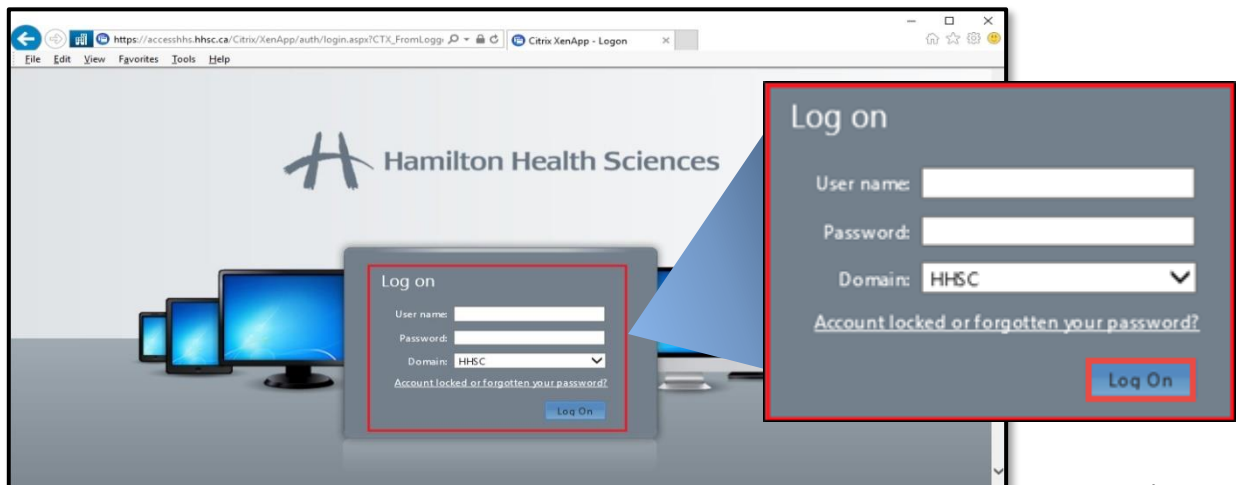 https://accesshhs.hhsc.ca/Citrix/XenApp/auth/login.aspx?CTX_FromLogg
Citrix XenApp - Logon
File Edit View Favorites Tools Help
Hamilton Health Sciences
Log on
User name:
Password:
Domain: HHSC
Account locked or forgotten your password?
Log On
Log on
User name:
Password:
Domain: HHSC
Account locked or forgotten your password?
Log On